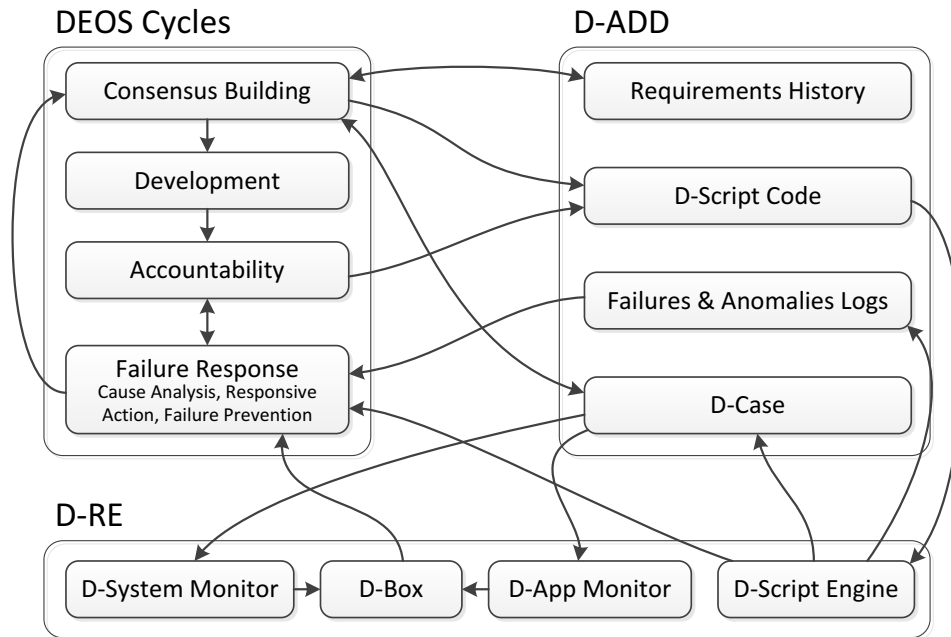 DEOS Cycles
Consensus Building
Development
Accountability
Failure Response
Cause Analysis, Responsive
Action, Failure Prevention
D-ADD
Requirements History
D-Script Code
Failures & Anomalies Logs
D-Case
D-RE
D-System Monitor
D-Box
D-App Monitor
D-Script Engine